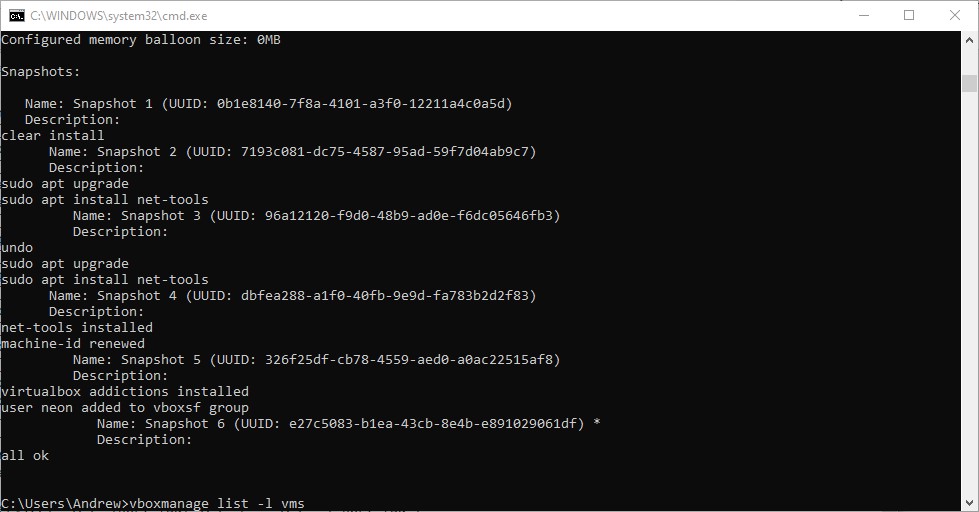 C:\WINDOWS\system32\cmd.exe
Configured memory balloon size: 0MB
Snapshots:
Name: Snapshot 1 (UUID: 0b1e8140-7f8a-4101-a3f0-12211a4c0a5d)
Description:
clear install
Name: Snapshot 2 (UUID: 7193c081-dc75-4587-95ad-59f7d04ab9c7)
Description:
sudo apt upgrade
sudo apt install net-tools
Name: Snapshot 3 (UUID: 96a12120-f9d0-48b9-ad0e-f6dc05646fb3)
Description:
undo
sudo apt upgrade
sudo apt install net-tools
Name: Snapshot 4 (UUID: dbfea288-a1f0-40fb-9e9d-fa783b2d2f83)
Description:
net-tools installed
machine-id renewed
Name: Snapshot 5 (UUID: 326f25df-cb78-4559-aed0-a0ac22515af8)
Description:
virtualbox addictions installed
user neon added to vboxsf group
Name: Snapshot 6 (UUID: e27c5083-b1ea-43cb-8e4b-e891029061df) *
Description:
all ok
C:\Users\Andrew>vboxmanage list -l vms